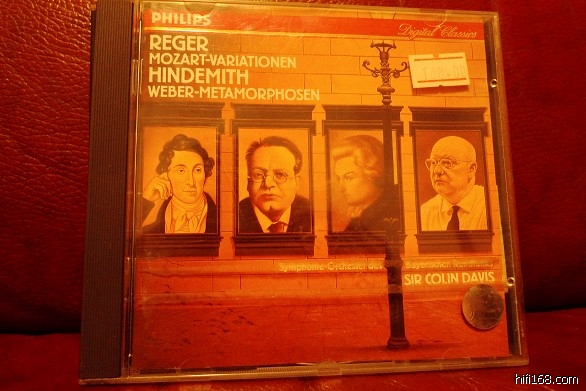 PHILIPS
Digital Classics
REGER
MOZART-VARIATIONEN
HINDEMITH
WEBER-METAMORPHOSEN
Symphonie-Orchester des Bayerischen Rundfunks
SIR COLIN DAVIS
hifi168.com